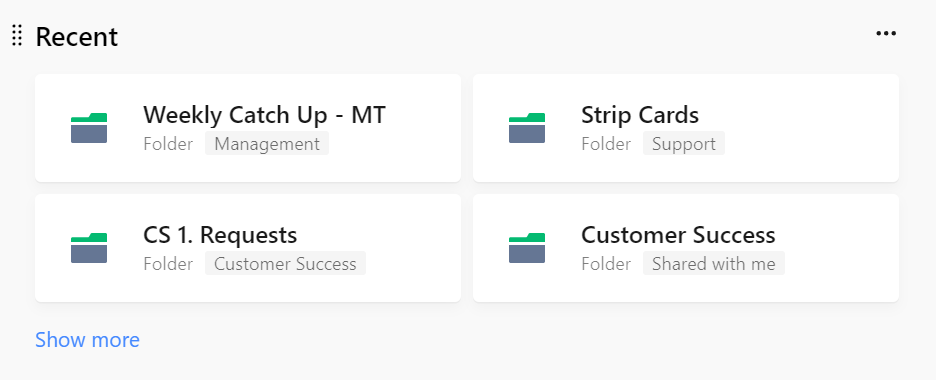 Recent
Weekly Catch Up - MT
Folder Management
Strip Cards
Folder Support
CS 1. Requests
Folder Customer Success
Customer Success
Folder Shared with me
Show more